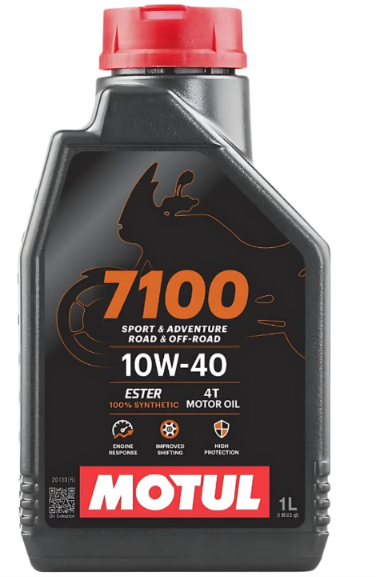 7100
SPORT & ADVENTURE
ROAD & OFF-ROAD
10W-40
ESTER
100% SYNTHETIC
4T
MOTOR OIL
ENGINE
RESPONSE
IMPROVED
SHIFTING
HIGH
PROTECTION
MOTUL
1L